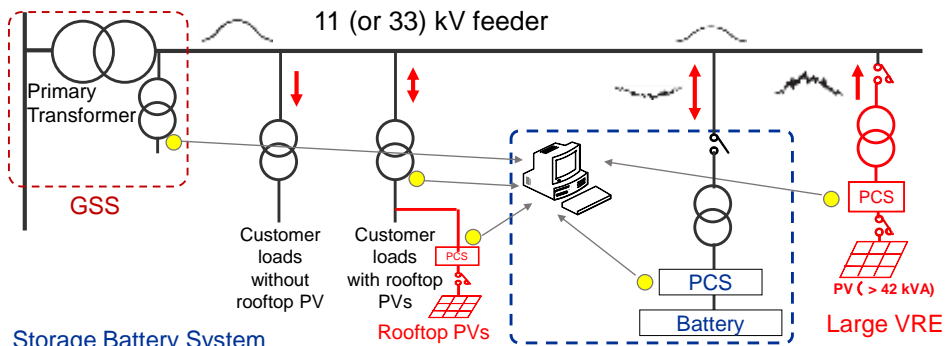 11 (or 33) kV feeder
Primary
Transformer
GSS
Customer
loads
without
rooftop PV
Customer
loads
with rooftop
PVs
PCS
Rooftop PVs
PCS
Battery
PCS
PV ( > 42 kVA)
Large VRE
Storage Battery System